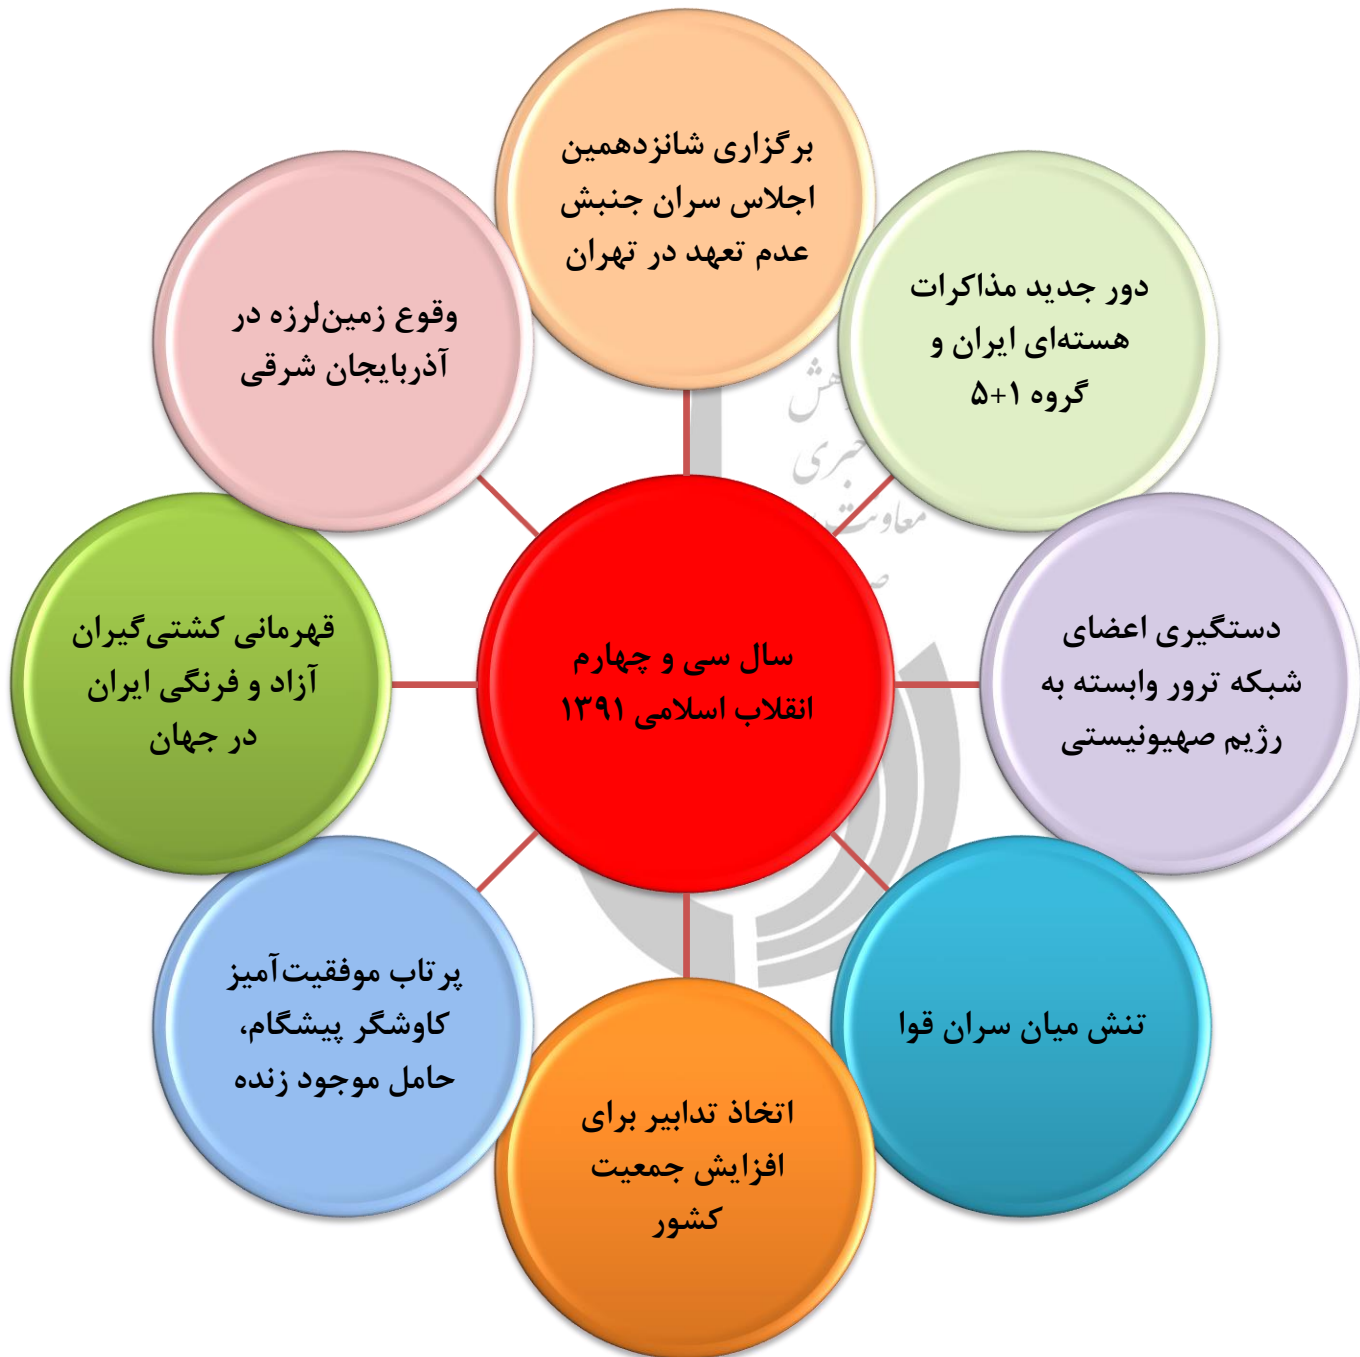 برگزاری شانزدهمین
اجلاس سران جنبش
عدم تعهد در تهران
دور جدید مذاکرات
هسته‌ای ایران و
گروه ۱+۵
دستگیری اعضای
شبکه ترور وابسته به
رژیم صهیونیستی
تنش میان سران قوا
اتخاذ تدابیر برای
افزایش جمعیت
کشور
پرتاب موفقیت‌آمیز
کاوشگر پیشگام،
حامل موجود زنده
قهرمانی کشتی‌گیران
آزاد و فرنگی ایران
در جهان
وقوع زمین‌لرزه در
آذربایجان شرقی
سال سی و چهارم
انقلاب اسلامی ۱۳۹۱
معاونت